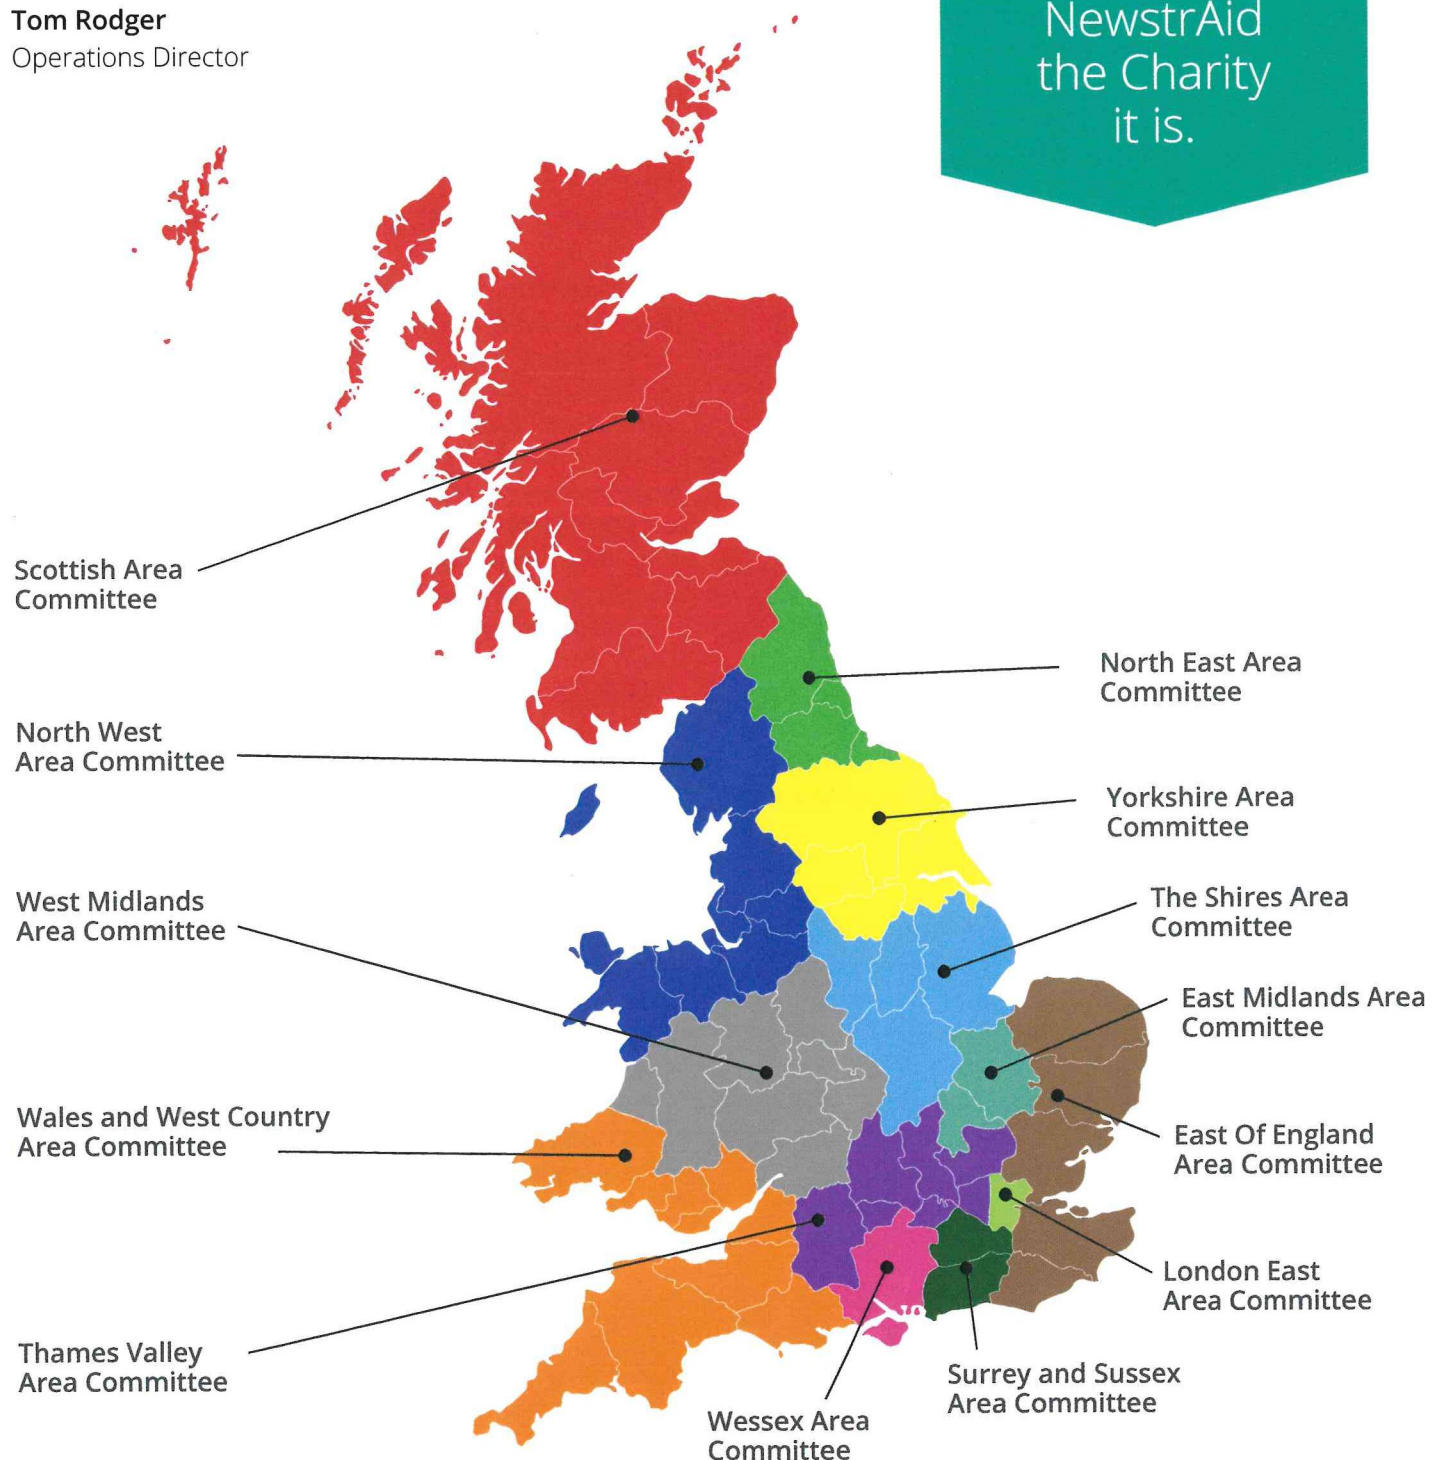 Tom Rodger
Operations Director
NewstrAid
the Charity
it is.
Scottish Area
Committee
North East Area
Committee
North West
Area Committee
Yorkshire Area
Committee
West Midlands
Area Committee
The Shires Area
Committee
East Midlands Area
Committee
Wales and West Country
Area Committee
East Of England
Area Committee
London East
Area Committee
Thames Valley
Area Committee
Surrey and Sussex
Area Committee
Wessex Area
Committee